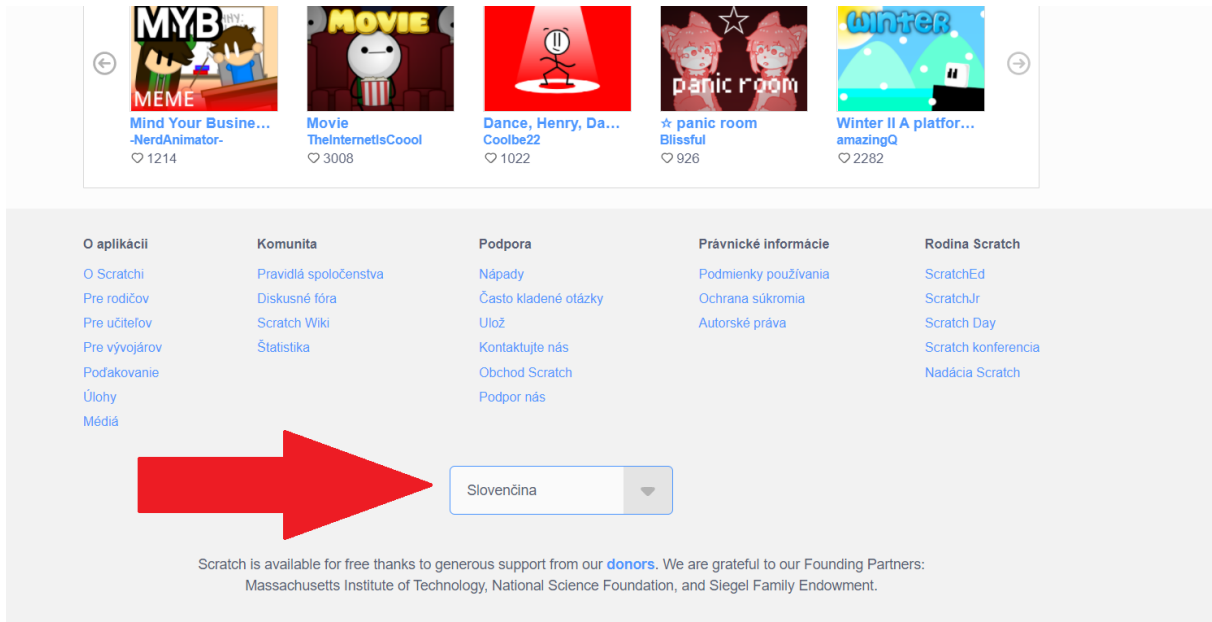 MYB
MEME
MOVIE
panic room
WINTER
Mind Your Busine...
Movie
Dance, Henry, Da...
☆ panic room
Winter II A platfor...
-NerdAnimator-
TheInternetIsCoool
Coolbe22
Blissful
amazingQ
1214
3008
1022
926
2282
O aplikácii
O Scratchi
Pre rodičov
Pre učiteľov
Pre vývojárov
Poďakovanie
Úlohy
Médiá
Komunita
Pravidlá spoločenstva
Diskusné fóra
Scratch Wiki
Štatistika
Podpora
Nápady
Často kladené otázky
Ulož
Kontaktujte nás
Obchod Scratch
Podpor nás
Právnické informácie
Podmienky používania
Ochrana súkromia
Autorské práva
Rodina Scratch
ScratchEd
ScratchJr
Scratch Day
Scratch konferencia
Nadácia Scratch
Slovenčina
Scratch is available for free thanks to generous support from our donors. We are grateful to our Founding Partners:
Massachusetts Institute of Technology, National Science Foundation, and Siegel Family Endowment.